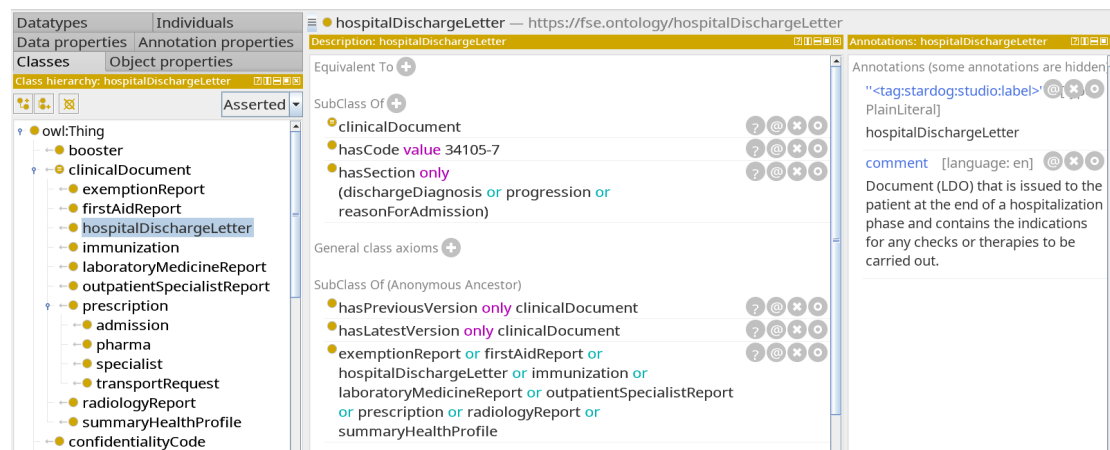 Datatypes Individuals
Data properties Annotation properties
Classes Object properties
Class hierarchy: hospitalDischargeLetter
Asserted
owl:Thing
booster
clinicalDocument
exemptionReport
firstAidReport
hospitalDischargeLetter
immunization
laboratoryMedicineReport
outpatientSpecialistReport
prescription
admission
pharma
specialist
transportRequest
radiologyReport
summaryHealthProfile
confidentialityCode
hospitalDischargeLetter — https://fse.ontology/hospitalDischargeLetter
Description: hospitalDischargeLetter
Equivalent To
SubClass Of
clinicalDocument
hasCode value 34105-7
hasSection only
(dischargeDiagnosis or progression or
reasonForAdmission)
General class axioms
SubClass Of (Anonymous Ancestor)
hasPreviousVersion only clinicalDocument
hasLatestVersion only clinicalDocument
exemptionReport or firstAidReport or
hospitalDischargeLetter or immunization or
laboratoryMedicineReport or outpatientSpecialistReport
or prescription or radiologyReport or
summaryHealthProfile
Annotations: hospitalDischargeLetter
Annotations (some annotations are hidden
"<tag:stardog:studio:label>"
PlainLiteral]
hospitalDischargeLetter
comment [language: en]
Document (LDO) that is issued to the
patient at the end of a hospitalization
phase and contains the indications
for any checks or therapies to be
carried out.